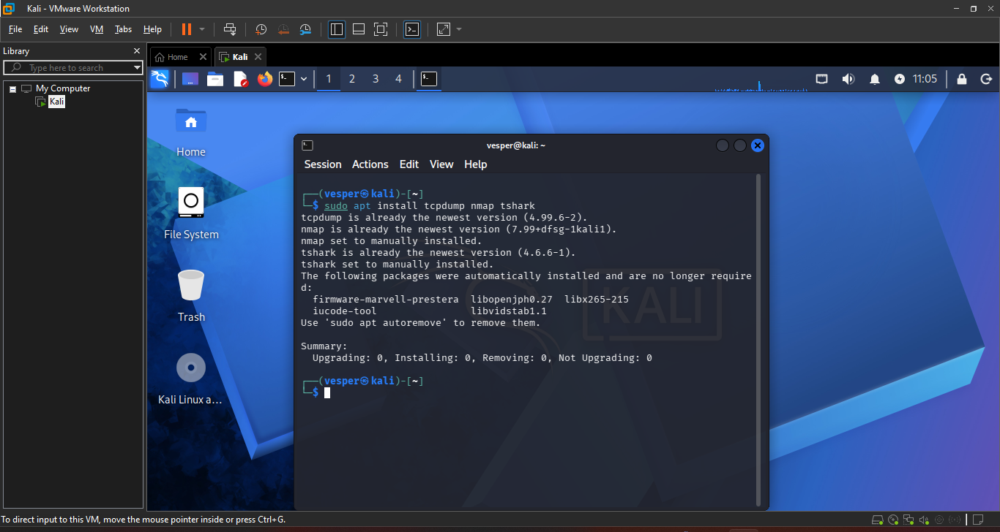 Kali - VMware Workstation
File Edit View VM Tabs Help
Library
Type here to search
My Computer
Kali
Home
Kali
1 2 3 4
11:05
Home
File System
Trash
Kali Linux a...
vesper@kali: ~
Session Actions Edit View Help
┌──(vesper㉿kali)-[~]
└─$ sudo apt install tcpdump nmap tshark
tcpdump is already the newest version (4.99.6-2).
nmap is already the newest version (7.99+dfsg-1kali1).
nmap set to manually installed.
tshark is already the newest version (4.6.6-1).
tshark set to manually installed.
The following packages were automatically installed and are no longer require
d:
  firmware-marvell-prestera  libopenjph0.27  libx265-215
  iucode-tool                libvidstab1.1
Use 'sudo apt autoremove' to remove them.
Summary:
  Upgrading: 0, Installing: 0, Removing: 0, Not Upgrading: 0
┌──(vesper㉿kali)-[~]
└─$
KALI
To direct input to this VM, move the mouse pointer inside or press Ctrl+G.